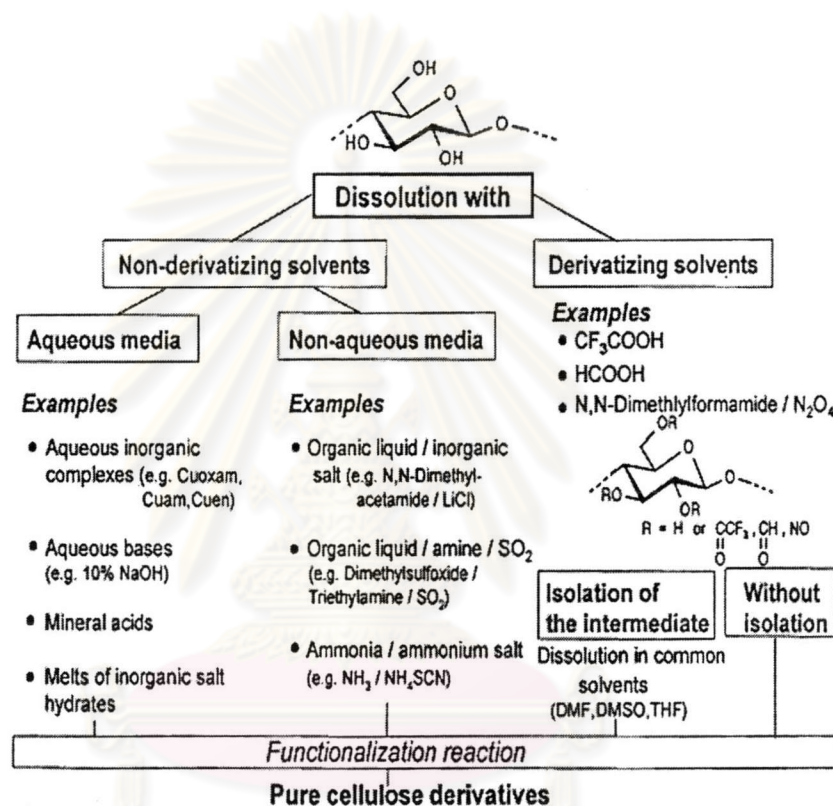 OH
O
O
HO
OH
Dissolution with
Non-derivatizing solvents
Derivatizing solvents
Aqueous media
Non-aqueous media
Examples
• CF₃COOH
• HCOOH
• N,N-Dimethylformamide / N₂O₄
Examples
• Aqueous inorganic
complexes (e.g. Cuoxam,
Cuam,Cuen)
• Aqueous bases
(e.g. 10% NaOH)
• Mineral acids
• Melts of inorganic salt
hydrates
Examples
• Organic liquid / inorganic
salt (e.g. N,N-Dimethyl-
acetamide / LiCl)
• Organic liquid / amine / SO₂
(e.g. Dimethylsulfoxide /
Triethylamine / SO₂)
• Ammonia / ammonium salt
(e.g. NH₃ / NH₄SCN)
OR
O
O
RO
OR
R = H or CCF₃, CH, NO
O O
Isolation of
the intermediate
Without
isolation
Dissolution in common
solvents
(DMF,DMSO,THF)
Functionalization reaction
Pure cellulose derivatives